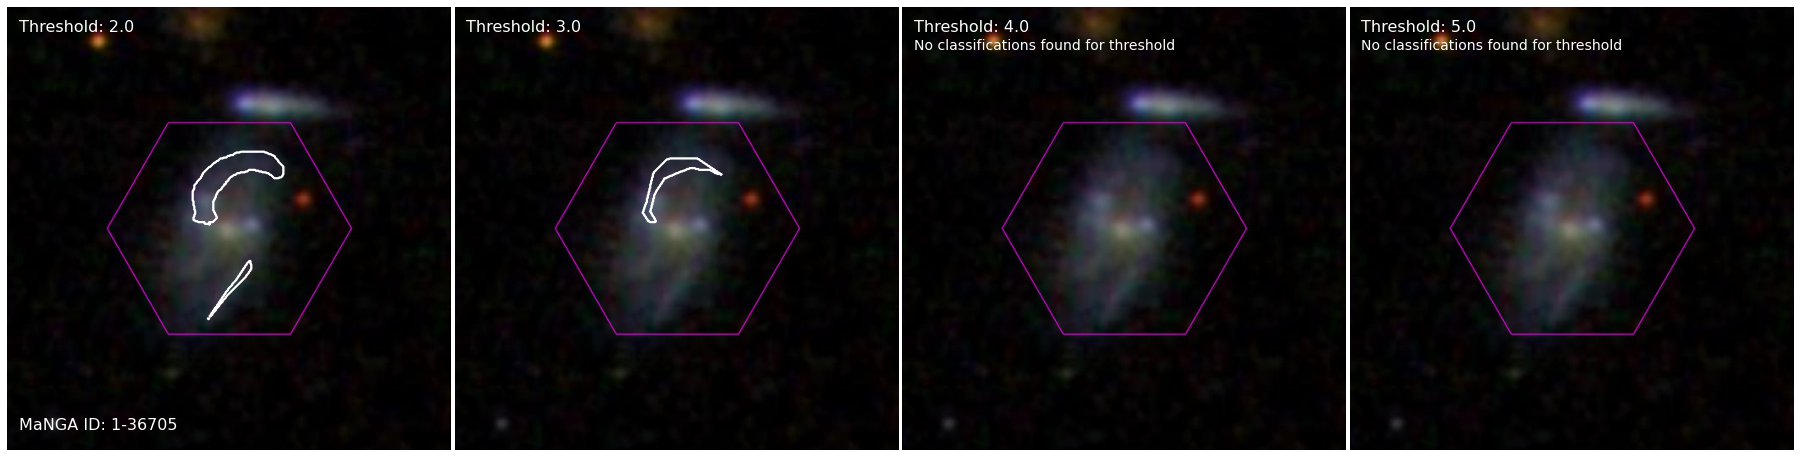 Threshold: 2.0
MaNGA ID: 1-36705
Threshold: 3.0
Threshold: 4.0
No classifications found for threshold
Threshold: 5.0
No classifications found for threshold